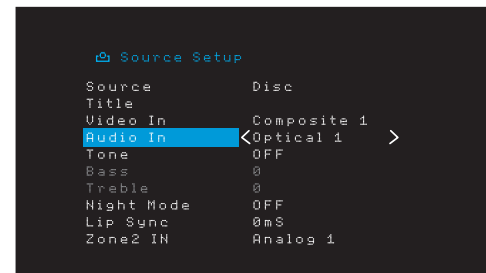 Source Setup
Source Disc
Title
Video In Composite 1
Audio In <Optical 1 >
Tone OFF
Bass 0
Treble 0
Night Mode OFF
Lip Sync 0mS
Zone2 IN Analog 1